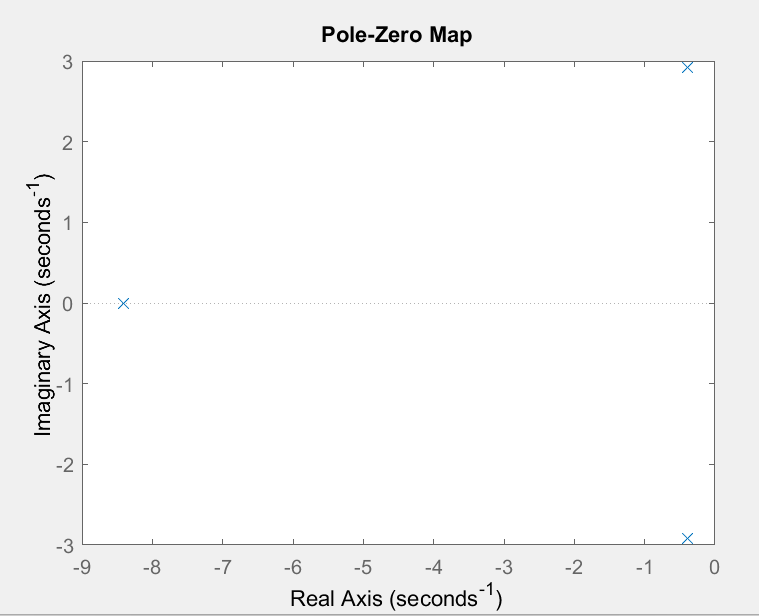 Pole-Zero Map
3
2
1
0
-1
-2
-3
Imaginary Axis (seconds⁻¹)
-9 -8 -7 -6 -5 -4 -3 -2 -1 0
Real Axis (seconds⁻¹)